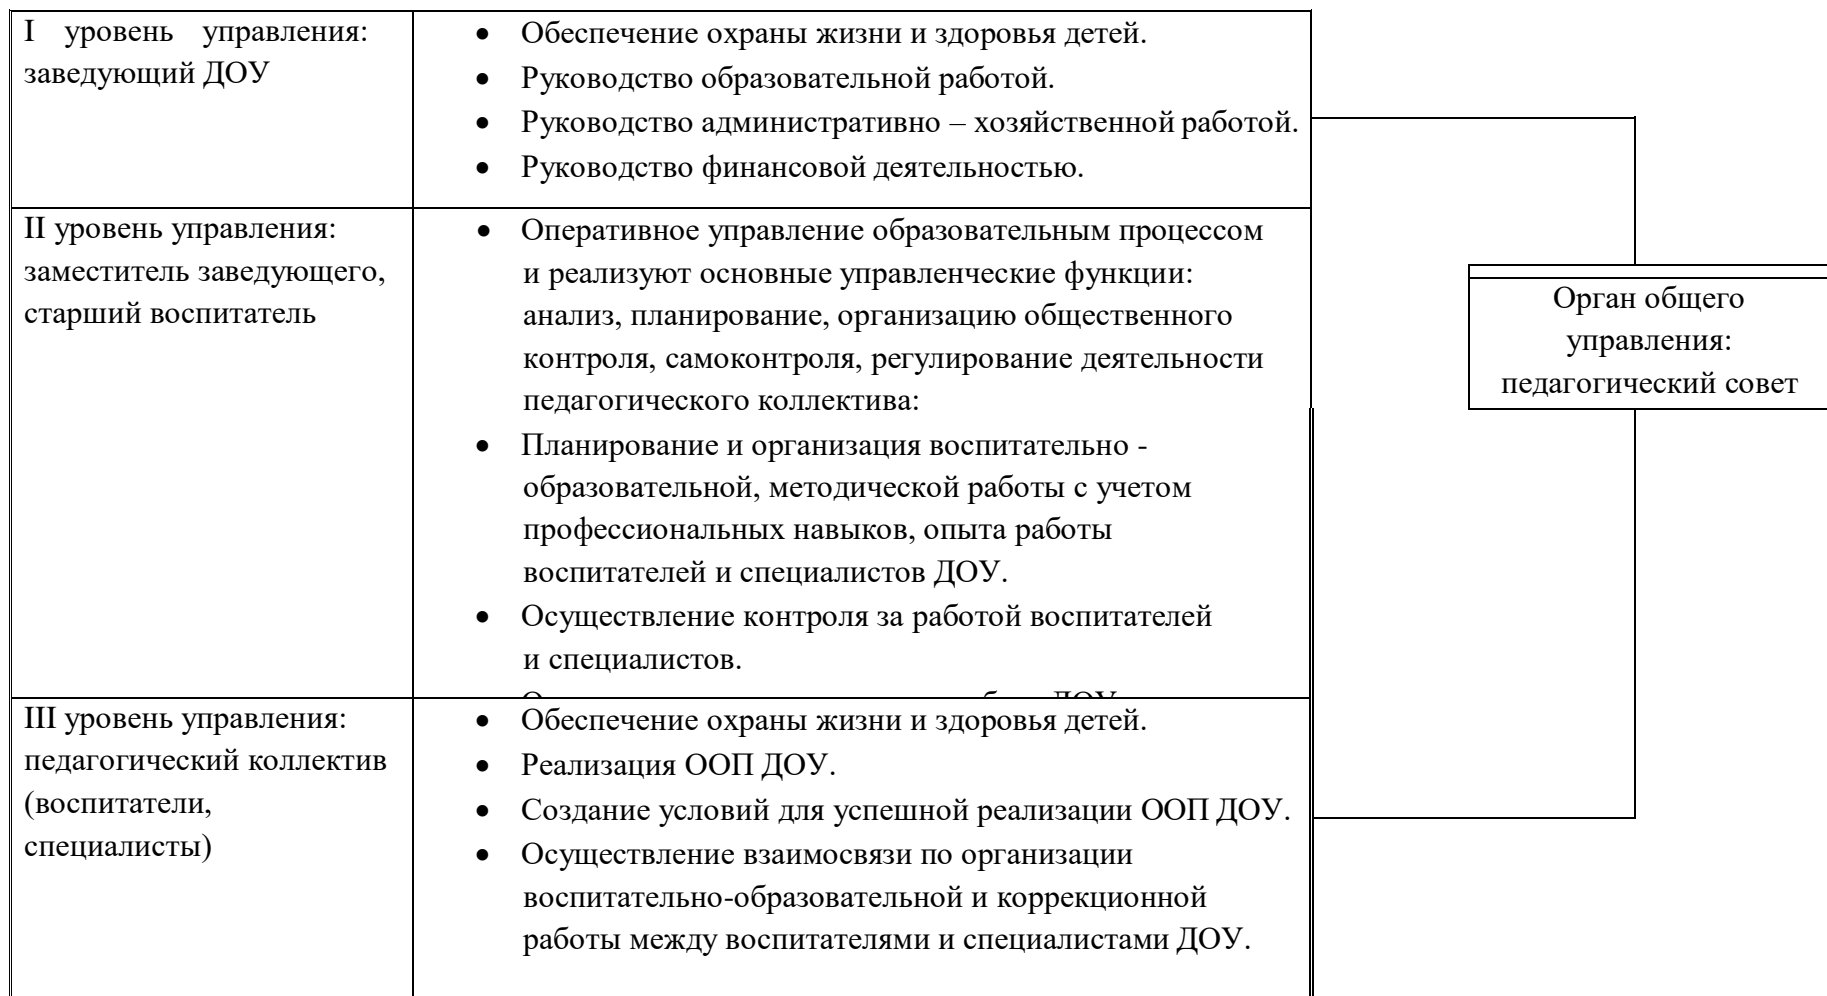 I уровень управления:
заведующий ДОУ
• Обеспечение охраны жизни и здоровья детей.
• Руководство образовательной работой.
• Руководство административно – хозяйственной работой.
• Руководство финансовой деятельностью.
II уровень управления:
заместитель заведующего,
старший воспитатель
• Оперативное управление образовательным процессом
и реализуют основные управленческие функции:
анализ, планирование, организацию общественного
контроля, самоконтроля, регулирование деятельности
педагогического коллектива:
• Планирование и организация воспитательно -
образовательной, методической работы с учетом
профессиональных навыков, опыта работы
воспитателей и специалистов ДОУ.
• Осуществление контроля за работой воспитателей
и специалистов.
ДОУ
III уровень управления:
педагогический коллектив
(воспитатели,
специалисты)
• Обеспечение охраны жизни и здоровья детей.
• Реализация ООП ДОУ.
• Создание условий для успешной реализации ООП ДОУ.
• Осуществление взаимосвязи по организации
воспитательно-образовательной и коррекционной
работы между воспитателями и специалистами ДОУ.
Орган общего
управления:
педагогический совет